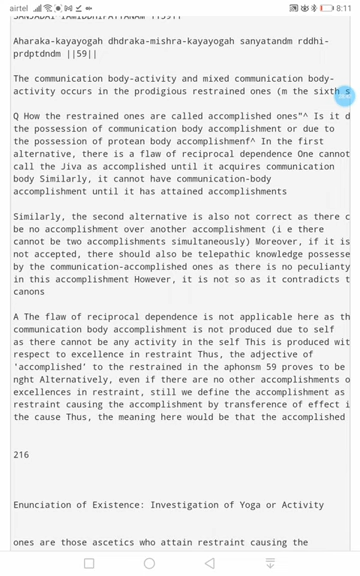 airtel 8:11
Aharaka-kayayogah dhdraka-mishra-kayayogah sanyatandm rddhi-
prdptdndm ||59||
The communication body-activity and mixed communication body-
activity occurs in the prodigious restrained ones (m the sixth s
Q How the restrained ones are called accomplished ones"^ Is it d
the possession of communication body accomplishment or due to
the possession of protean body accomplishment^ In the first
alternative, there is a flaw of reciprocal dependence One cannot
call the Jiva as accomplished until it acquires communication
body Similarly, it cannot have communication-body
accomplishment until it has attained accomplishments
Similarly, the second alternative is also not correct as there c
be no accomplishment over another accomplishment (i e there
cannot be two accomplishments simultaneously) Moreover, if it is
not accepted, there should also be telepathic knowledge possesse
by the communication-accomplished ones as there is no peculianty
in this accomplishment However, it is not so as it contradicts t
canons
A The flaw of reciprocal dependence is not applicable here as th
communication body accomplishment is not produced due to self
as there cannot be any activity in the self This is produced wit
respect to excellence in restraint Thus, the adjective of
'accomplished' to the restrained in the aphonsm 59 proves to be
nght Alternatively, even if there are no other accomplishments o
excellences in restraint, still we define the accomplishment as
restraint causing the accomplishment by transference of effect i
the cause Thus, the meaning here would be that the accomplished
216
Enunciation of Existence: Investigation of Yoga or Activity
ones are those ascetics who attain restraint causing the